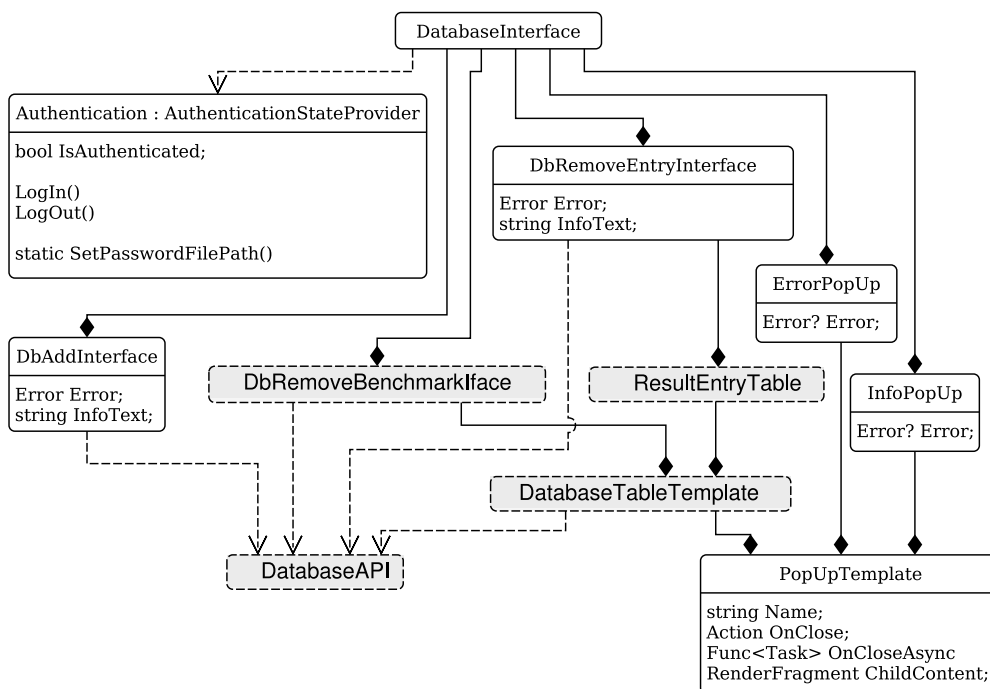 DatabaseInterface
Authentication : AuthenticationStateProvider
bool IsAuthenticated;
LogIn()
LogOut()
static SetPasswordFilePath()
DbRemoveEntryInterface
Error Error;
string InfoText;
ErrorPopUp
Error? Error;
DbAddInterface
Error Error;
string InfoText;
DbRemoveBenchmarkIface
ResultEntryTable
InfoPopUp
Error? Error;
DatabaseTableTemplate
DatabaseAPI
PopUpTemplate
string Name;
Action OnClose;
Func<Task> OnCloseAsync
RenderFragment ChildContent;